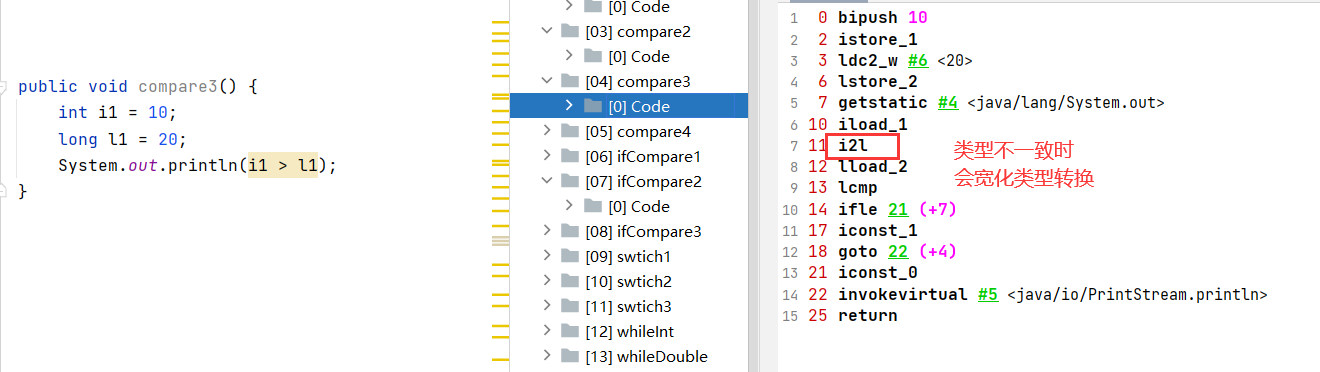 public void compare3() {
int i1 = 10;
long l1 = 20;
System.out.println(i1 > l1);
}
[0] Code
[03] compare2
[0] Code
[04] compare3
[0] Code
[05] compare4
[06] ifCompare1
[07] ifCompare2
[0] Code
[08] ifCompare3
[09] swtich1
[10] swtich2
[11] swtich3
[12] whileInt
[13] whileDouble
1 0 bipush 10
2 2 istore_1
3 3 ldc2_w #6 <20>
4 6 lstore_2
5 7 getstatic #4 <java/lang/System.out>
6 10 iload_1
7 11 i2l
8 12 lload_2
9 13 lcmp
10 14 ifle 21 (+7)
11 17 iconst_1
12 18 goto 22 (+4)
13 21 iconst_0
14 22 invokevirtual #5 <java/io/PrintStream.println>
15 25 return
类型不一致时
会宽化类型转换